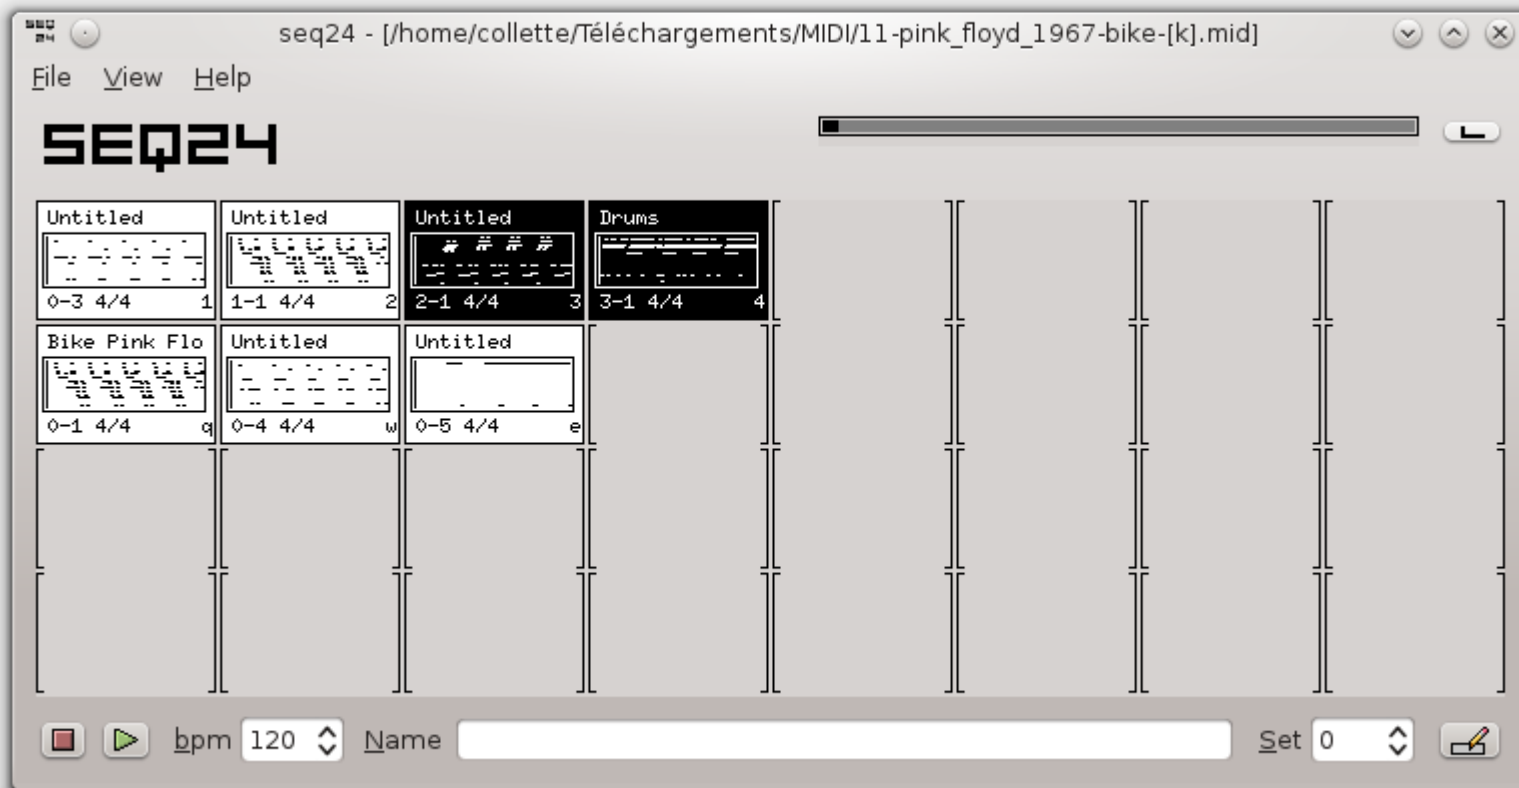 SEQ24
seq24 - [/home/collette/Téléchargements/MIDI/11-pink_floyd_1967-bike-[k].mid]
File View Help
SEQ24
Untitled Untitled Untitled Drums
0-3 4/4 1 1-1 4/4 2 2-1 4/4 3 3-1 4/4 4
Bike Pink Flo Untitled Untitled
0-1 4/4 q 0-4 4/4 w 0-5 4/4 e
bpm 120 Name Set 0